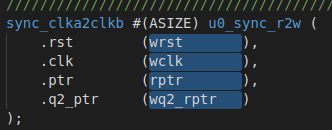 ////////////////////////////////////////////////
sync_clka2clkb #(ASIZE) u0_sync_r2w (
    .rst        (wrst       ),
    .clk        (wclk       ),
    .ptr        (rptr       ),
    .q2_ptr     (wq2_rptr   )
);